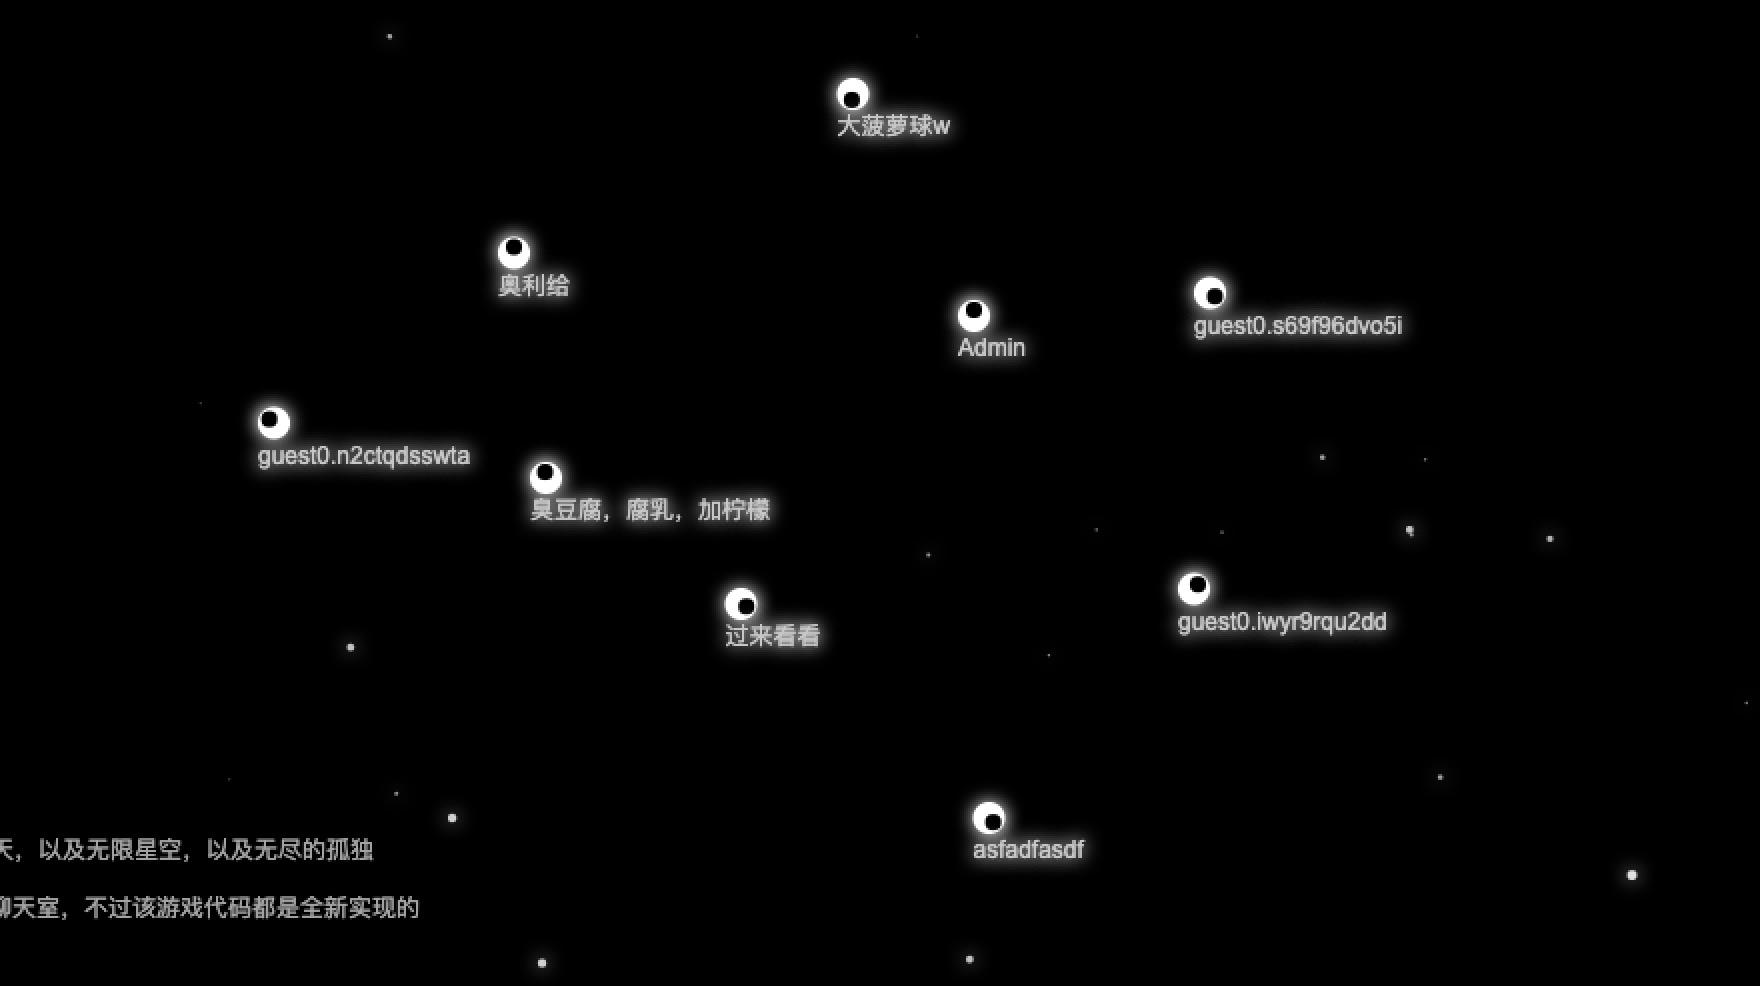 大菠萝球w
奥利给
guest0.s69f96dvo5i
Admin
guest0.n2ctqdsswta
臭豆腐，腐乳，加柠檬
guest0.iwyr9rqu2dd
过来看看
asfadfasdf
天，以及无限星空，以及无尽的孤独
聊天室，不过该游戏代码都是全新实现的